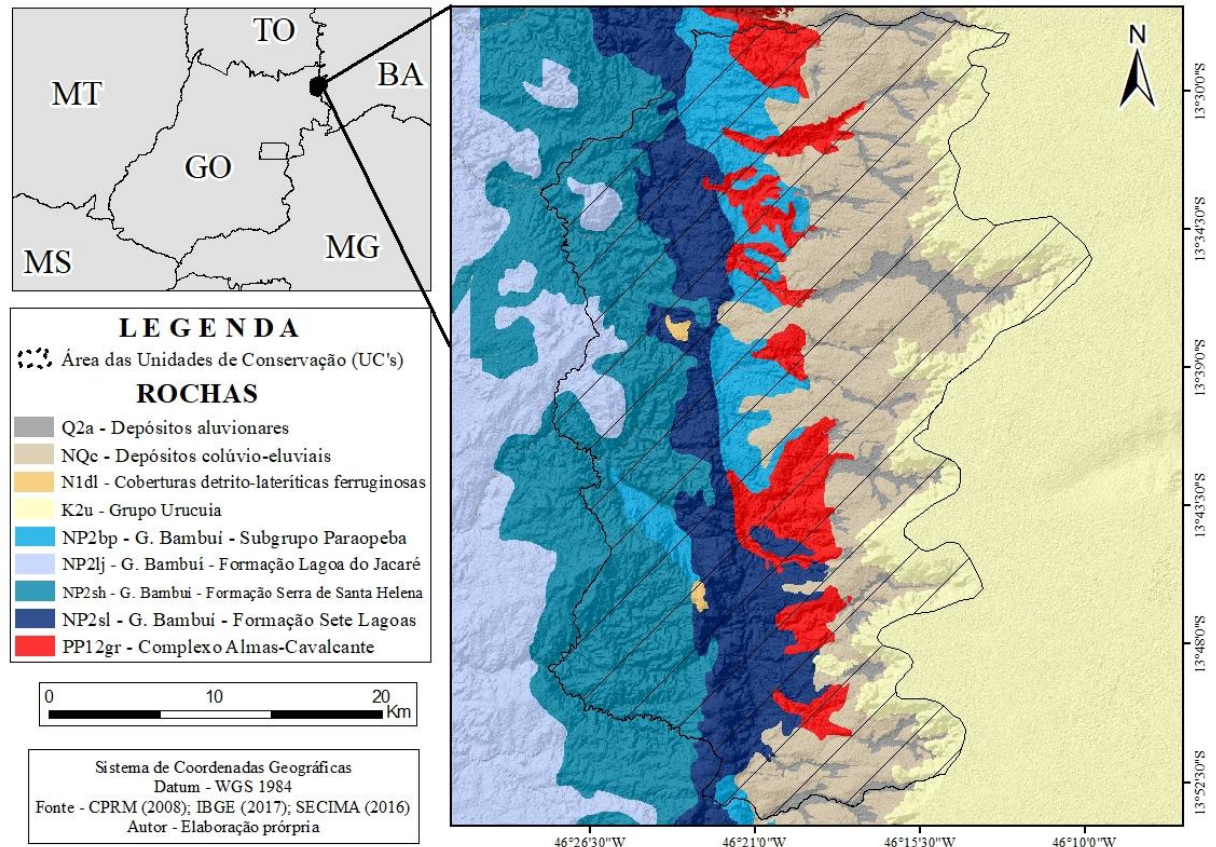 TO
BA
MT
GO
MS
MG
LEGENDA
Área das Unidades de Conservação (UC's)
ROCHAS
Q2a - Depósitos aluvionares
NQc - Depósitos colúvio-eluviais
N1dl - Coberturas detrito-lateríticas ferruginosas
K2u - Grupo Urucuia
NP2bp - G. Bambuí - Subgrupo Paraopeba
NP2lj - G. Bambuí - Formação Lagoa do Jacaré
NP2sh - G. Bambuí - Formação Serra de Santa Helena
NP2sl - G. Bambuí - Formação Sete Lagoas
PP12gr - Complexo Almas-Cavalcante
0 10 20
Km
Sistema de Coordenadas Geográficas
Datum - WGS 1984
Fonte - CPRM (2008); IBGE (2017); SECIMA (2016)
Autor - Elaboração prórpria
N
13°30'0"S
13°34'30"S
13°39'0"S
13°43'30"S
13°48'0"S
13°52'30"S
46°26'30"W 46°21'0"W 46°15'30"W 46°10'0"W